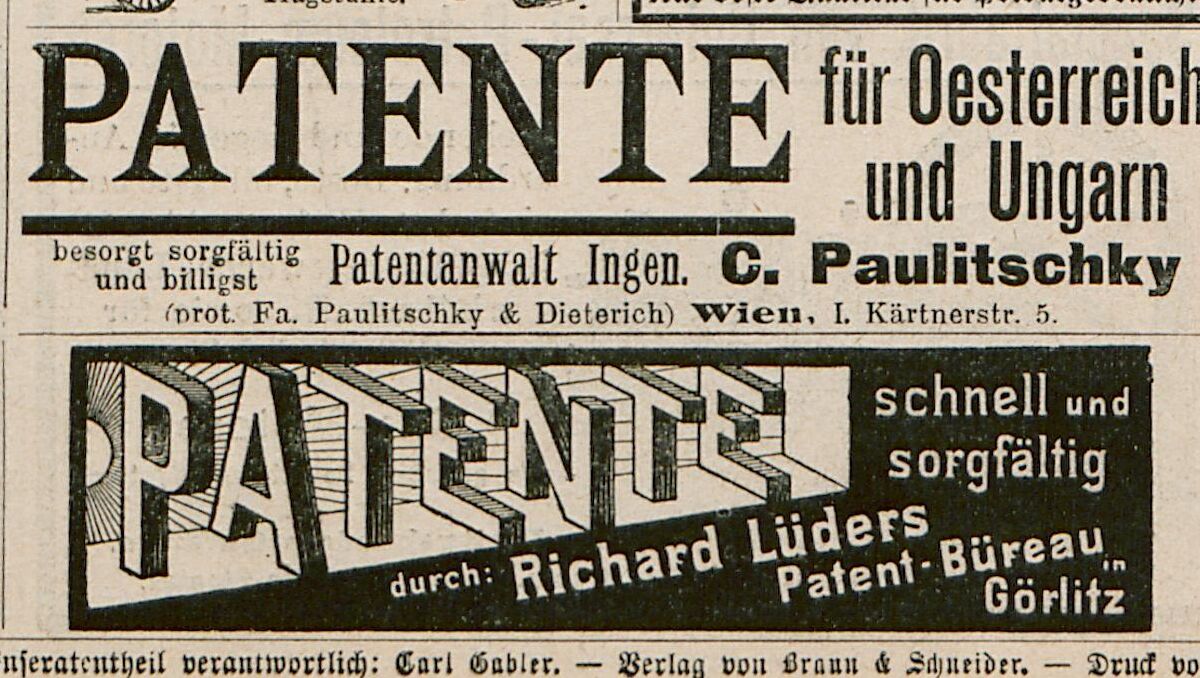 PATENTE für Oesterreich
und Ungarn
besorgt sorgfältig
und billigst
Patentanwalt Ingen. C. Paulitschky
(prot. Fa. Paulitschky & Dieterich) Wien, I. Kärtnerstr. 5.
PATENTE
schnell und
sorgfältig
durch: Richard Lüders
Patent-Büreau in
Görlitz
verantwortlich: Carl Gabler. — Verlag von Braun & Schneider. — Druck